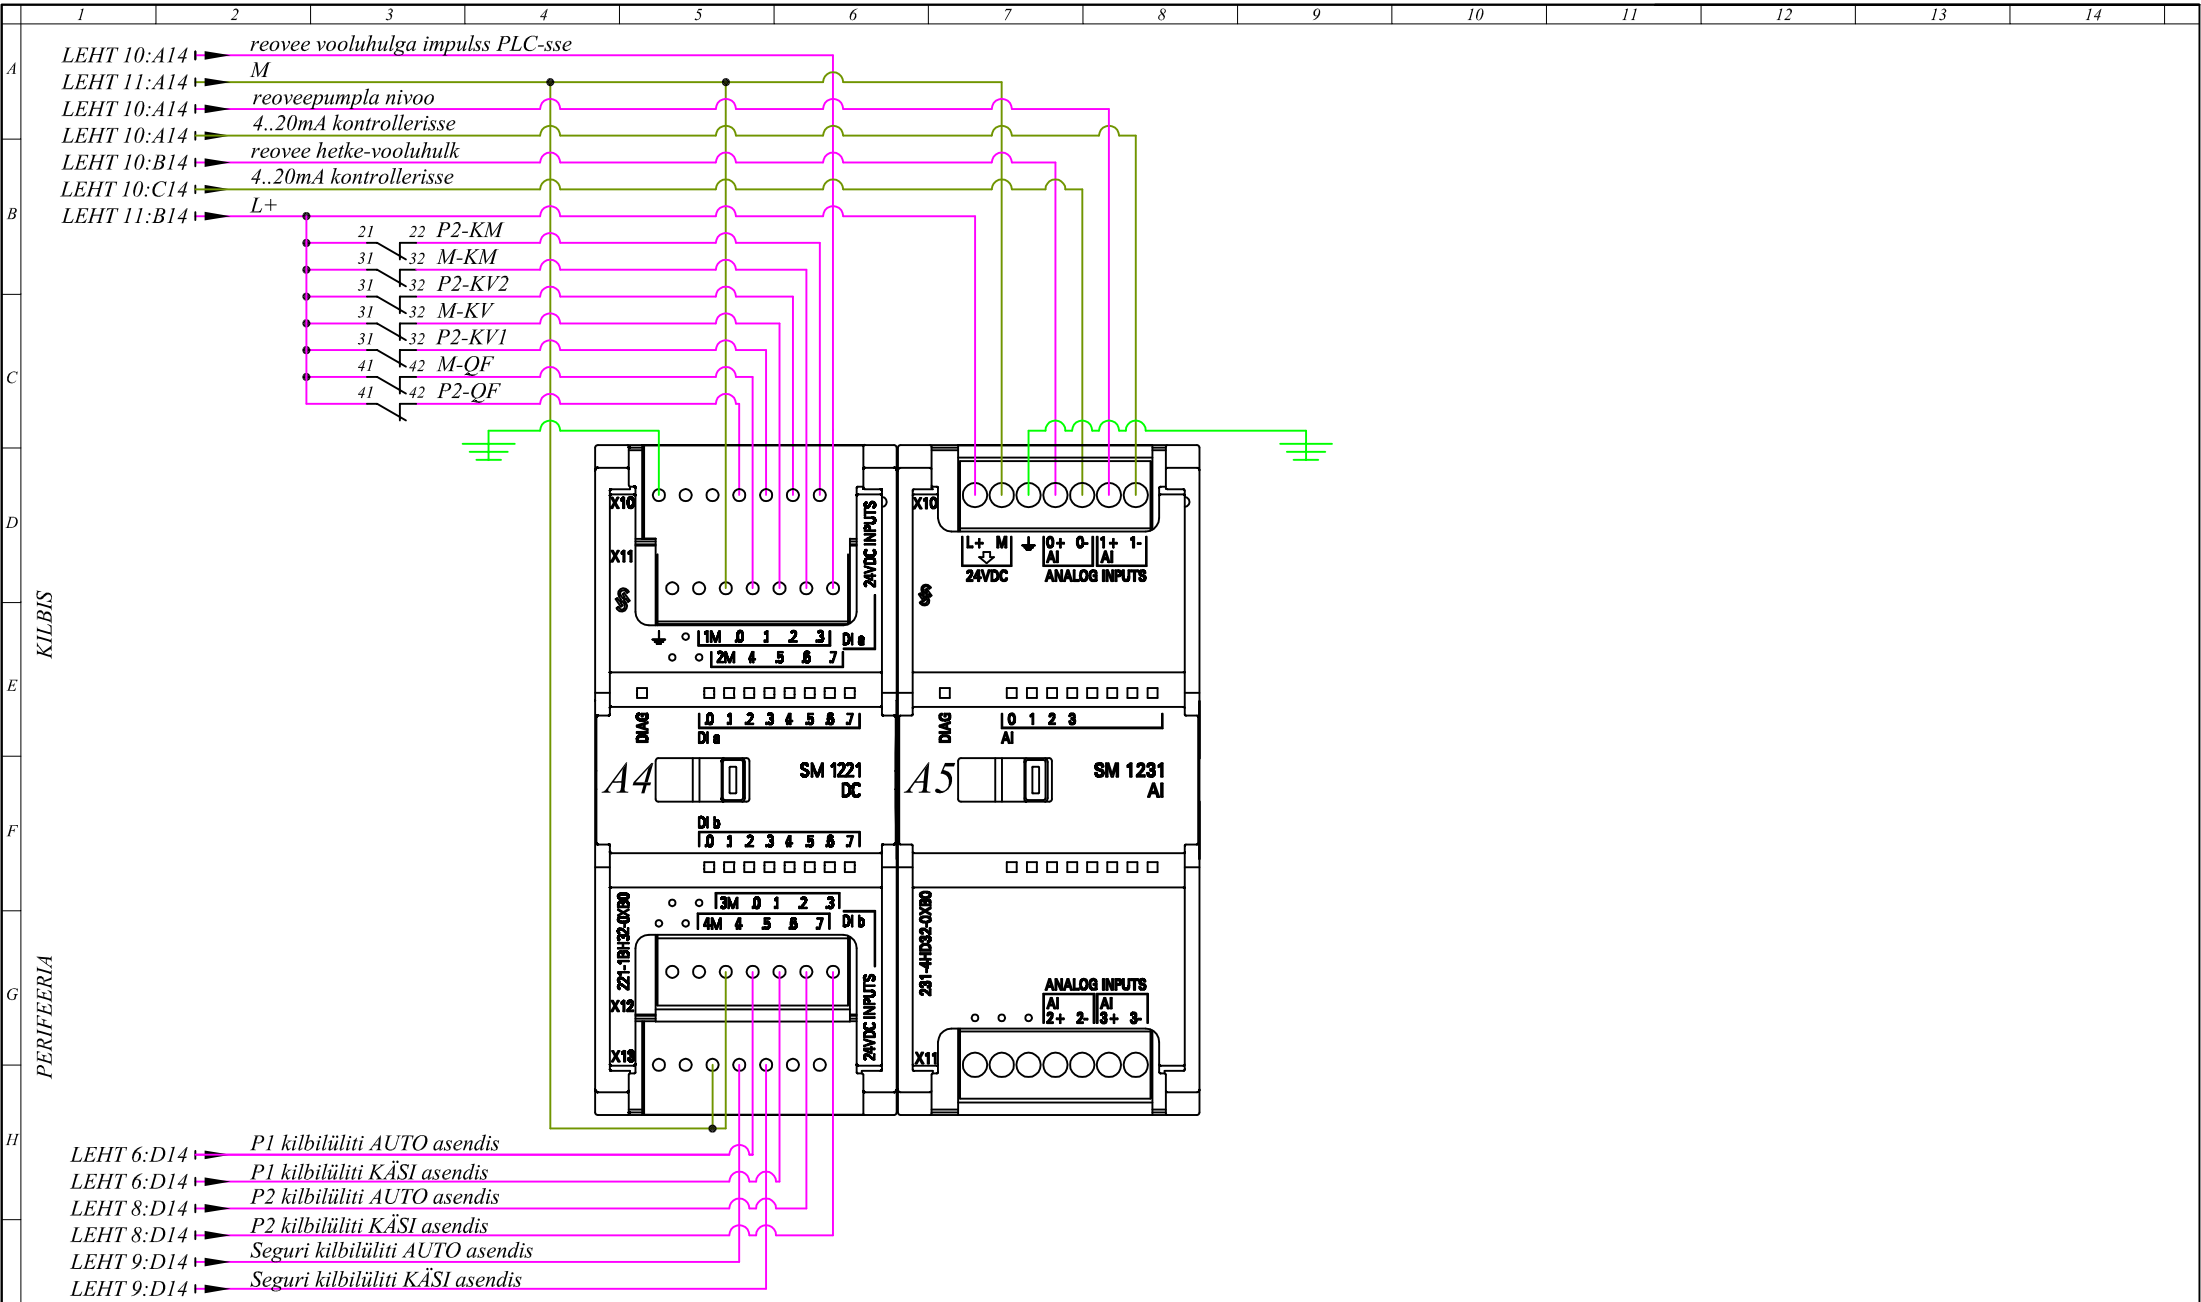 1 2 3 4 5 6 7 8 9 10 11 12 13 14
A
LEHT 10:A14 reovee vooluhulga impulss PLC-sse
LEHT 11:A14 M
LEHT 10:A14 reoveepumpla nivoo
LEHT 10:A14 4..20mA kontrollerisse
LEHT 10:B14 reovee hetke-vooluhulk
LEHT 10:C14 4..20mA kontrollerisse
B
LEHT 11:B14 L+
21 22 P2-KM
31 32 M-KM
31 32 P2-KV2
31 32 M-KV
31 32 P2-KV1
C
41 42 M-QF
41 42 P2-QF
D
X10
X11
24VDC INPUTS
1M .0 .1 .2 .3 DI a
2M .4 .5 .6 .7
X10
L+ M 0+ 0- 1+ 1-
AI AI
24VDC ANALOG INPUTS
KILBIS
E
DIAG
.0 .1 .2 .3 .4 .5 .6 .7
DI a
DIAG
0 1 2 3
AI
A4
SM 1221
DC
A5
SM 1231
AI
F
DI b
.0 .1 .2 .3 .4 .5 .6 .7
3M .0 .1 .2 .3
4M .4 .5 .6 .7 DI b
221-1BH32-0XB0
X12
X13
24VDC INPUTS
231-4HD32-0XB0
ANALOG INPUTS
AI AI
2+ 2- 3+ 3-
X11
G
PERIFEERIA
H
LEHT 6:D14 P1 kilbilüliti AUTO asendis
LEHT 6:D14 P1 kilbilüliti KÄSI asendis
LEHT 8:D14 P2 kilbilüliti AUTO asendis
LEHT 8:D14 P2 kilbilüliti KÄSI asendis
LEHT 9:D14 Seguri kilbilüliti AUTO asendis
LEHT 9:D14 Seguri kilbilüliti KÄSI asendis